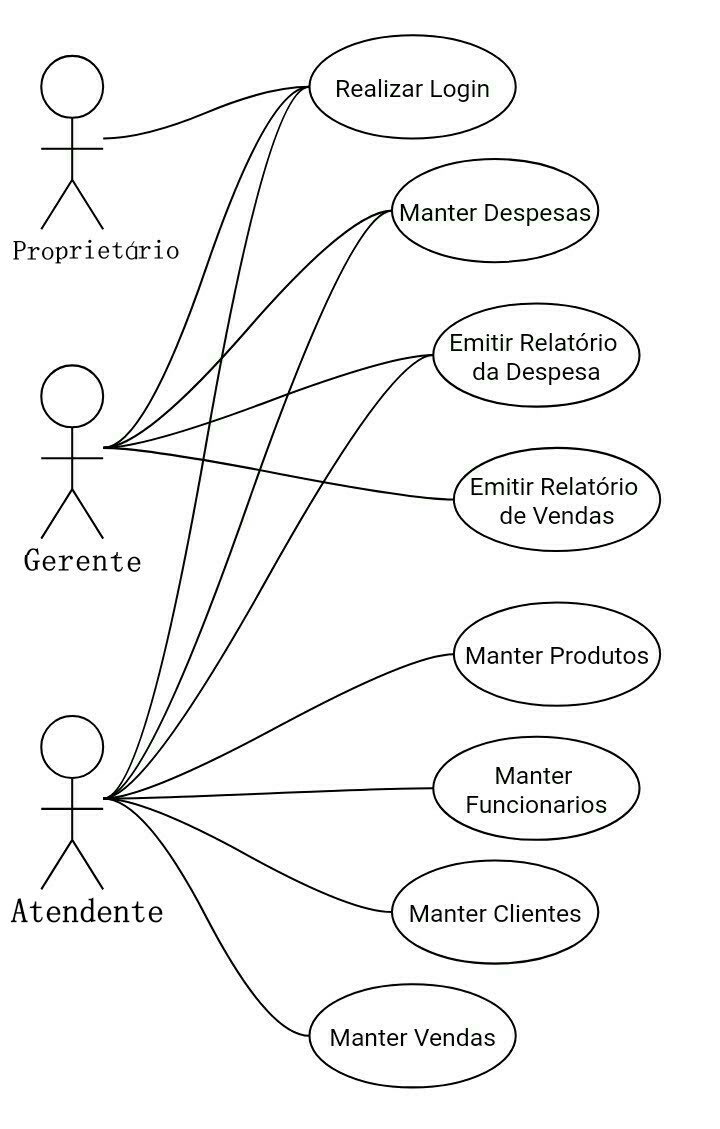 Realizar Login
Manter Despesas
Proprietário
Emitir Relatório
da Despesa
Emitir Relatório
de Vendas
Gerente
Manter Produtos
Manter
Funcionarios
Atendente
Manter Clientes
Manter Vendas